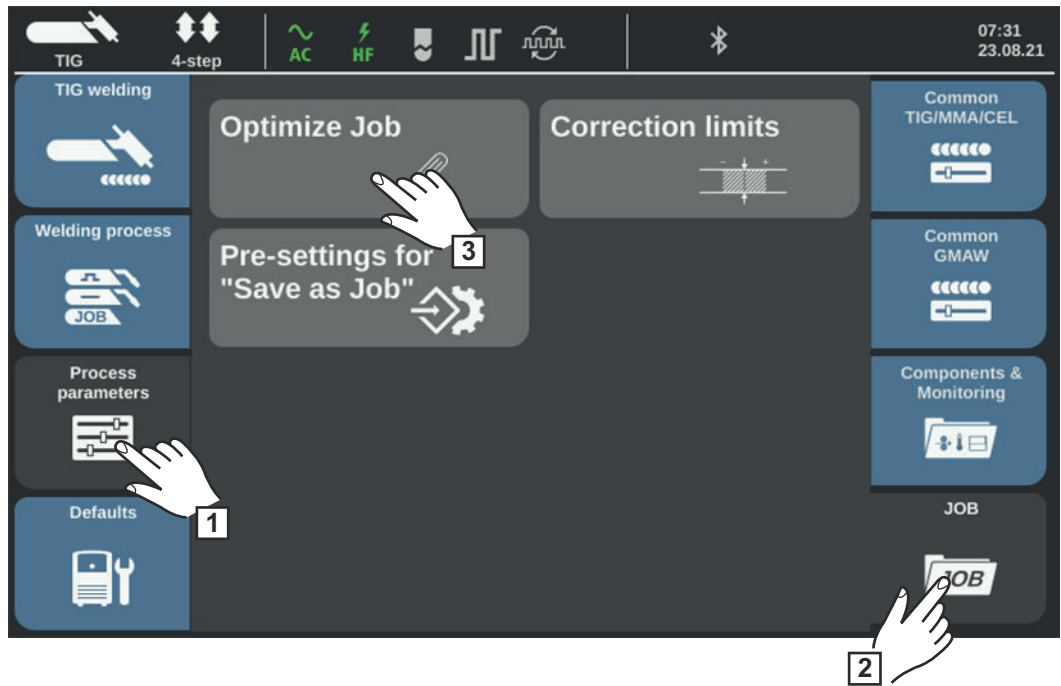 TIG
4-step
AC
HF
07:31
23.08.21
TIG welding
Welding process
JOB
Process
parameters
1
Defaults
Optimize Job
3
Correction limits
- +
Pre-settings for
"Save as Job"
Common
TIG/MMA/CEL
Common
GMAW
Components &
Monitoring
JOB
JOB
2